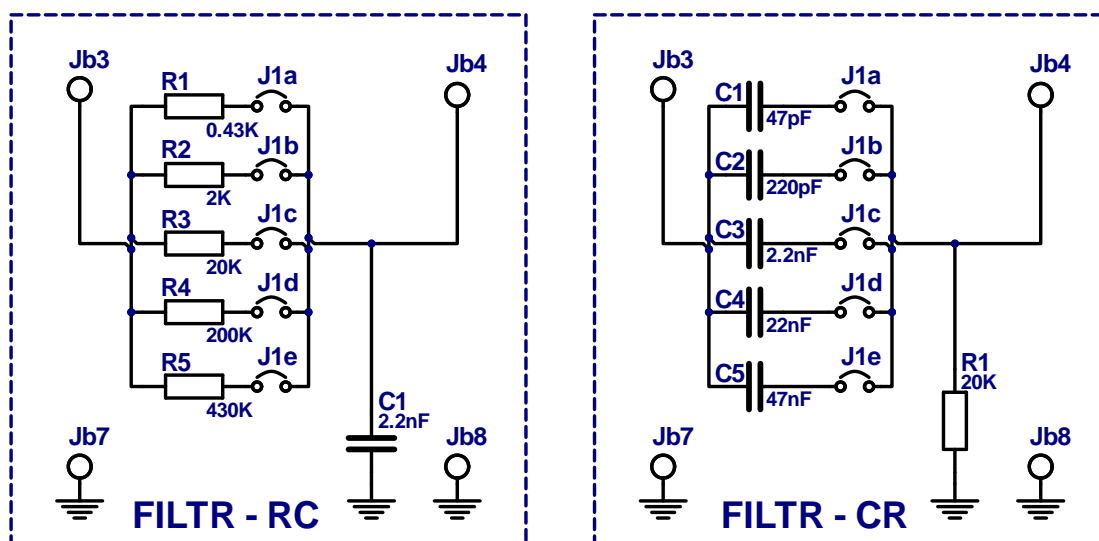 Jb3
Jb4
R1
J1a
0.43K
R2
J1b
2K
R3
J1c
20K
R4
J1d
200K
R5
J1e
430K
C1
2.2nF
Jb7
Jb8
FILTR - RC
Jb3
Jb4
C1
J1a
47pF
C2
J1b
220pF
C3
J1c
2.2nF
C4
J1d
22nF
C5
J1e
47nF
R1
20K
Jb7
Jb8
FILTR - CR